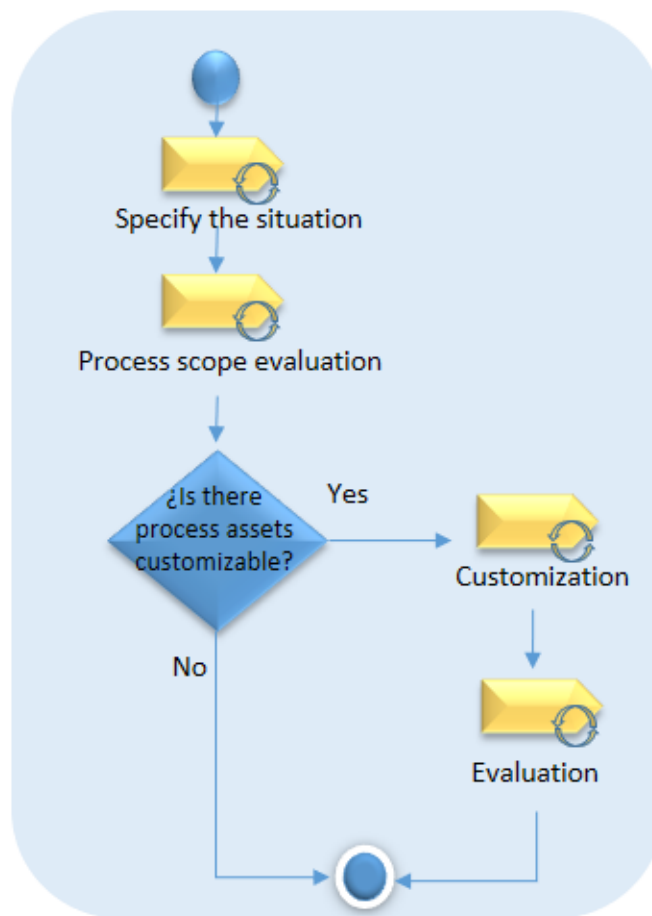 Specify the situation
Process scope evaluation
¿Is there
process assets
customizable?
Yes
Customization
No
Evaluation